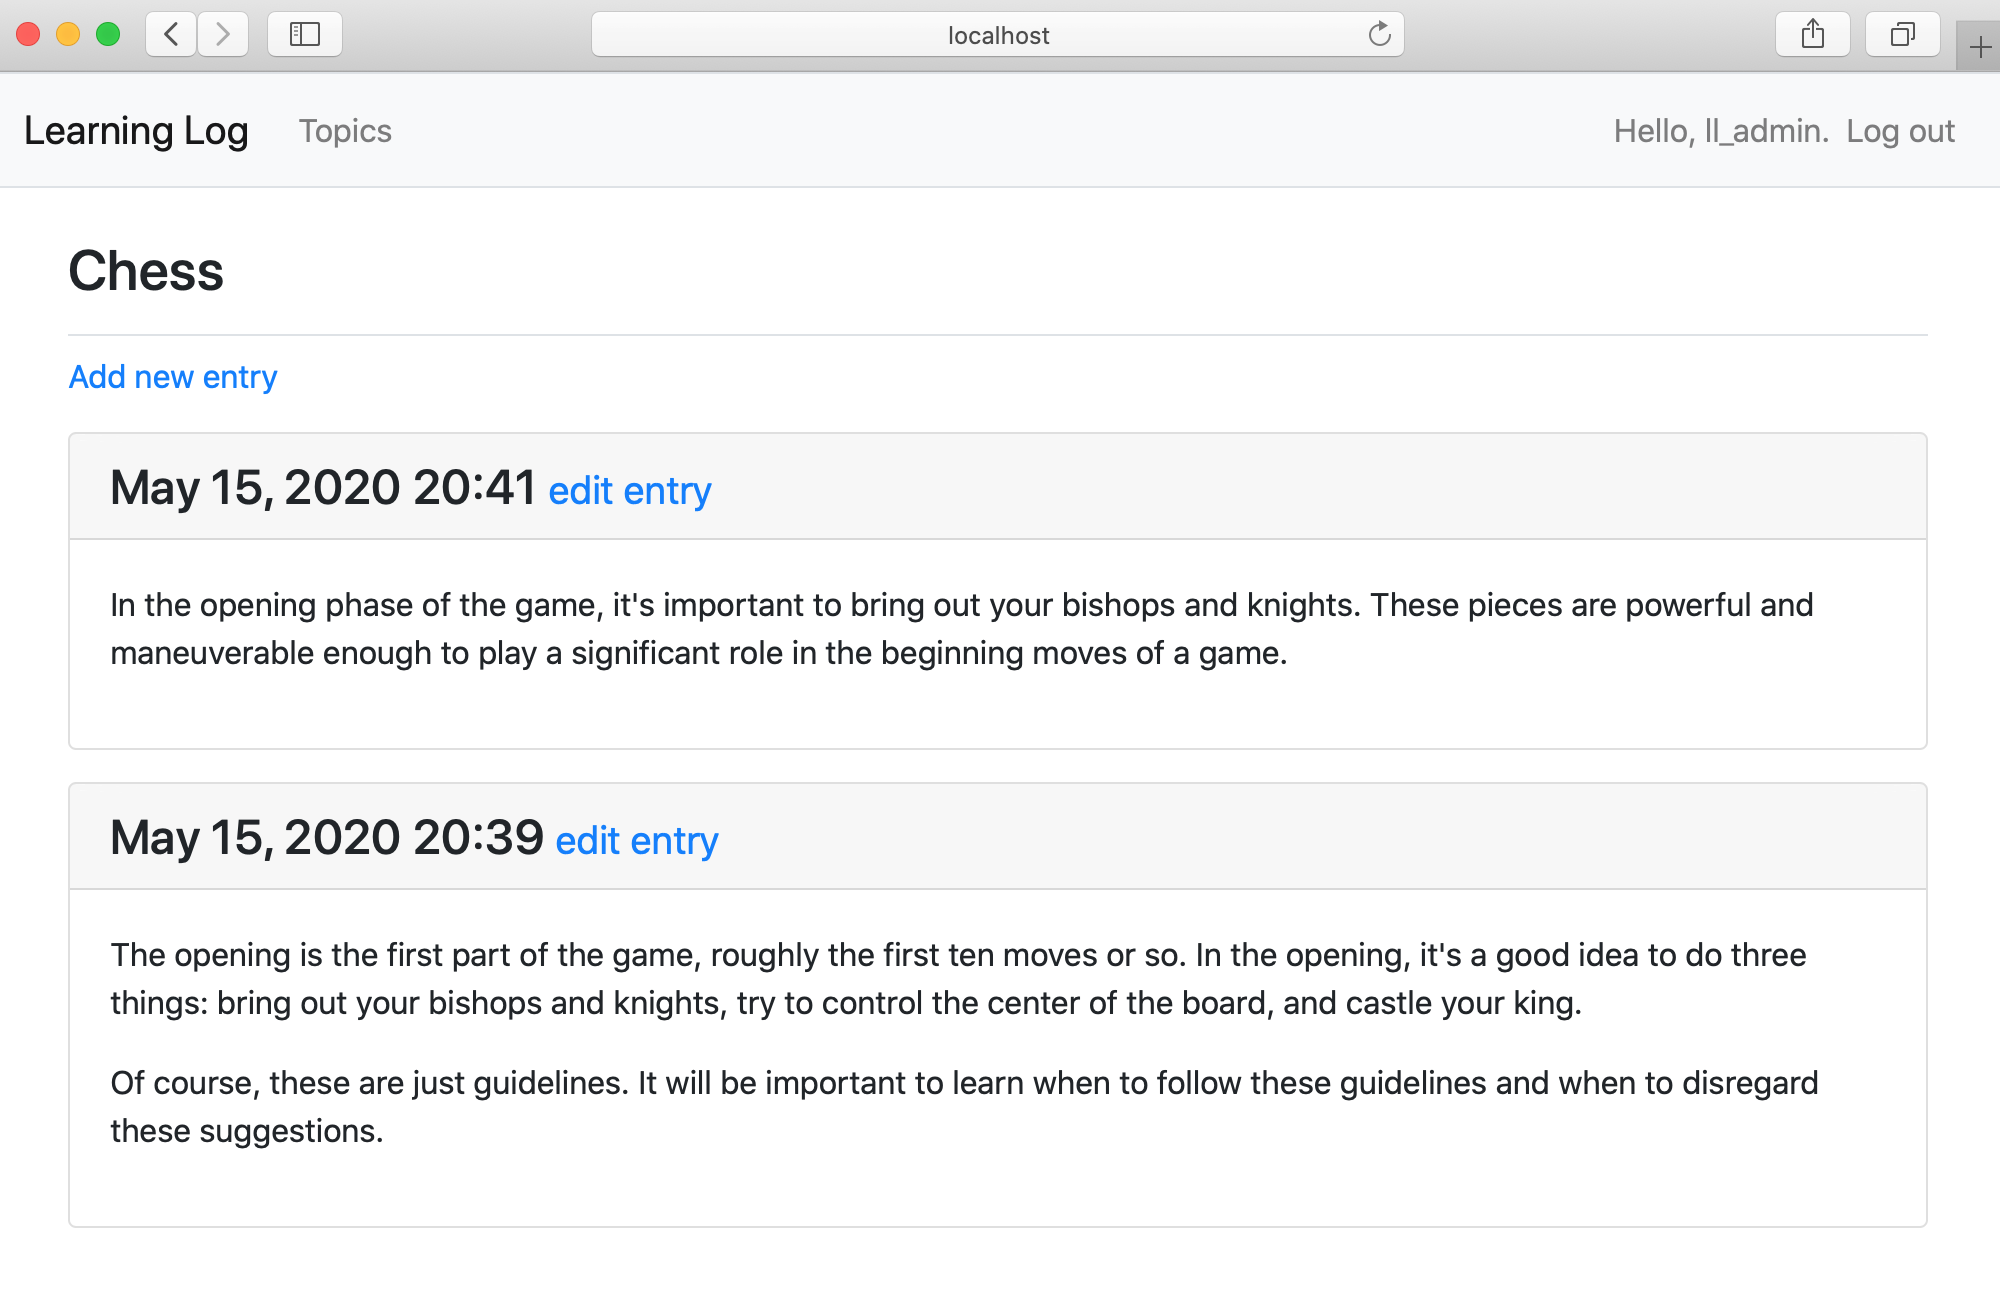 localhost
Learning Log Topics Hello, ll_admin. Log out
Chess
Add new entry
May 15, 2020 20:41 edit entry
In the opening phase of the game, it's important to bring out your bishops and knights. These pieces are powerful and
maneuverable enough to play a significant role in the beginning moves of a game.
May 15, 2020 20:39 edit entry
The opening is the first part of the game, roughly the first ten moves or so. In the opening, it's a good idea to do three
things: bring out your bishops and knights, try to control the center of the board, and castle your king.
Of course, these are just guidelines. It will be important to learn when to follow these guidelines and when to disregard
these suggestions.